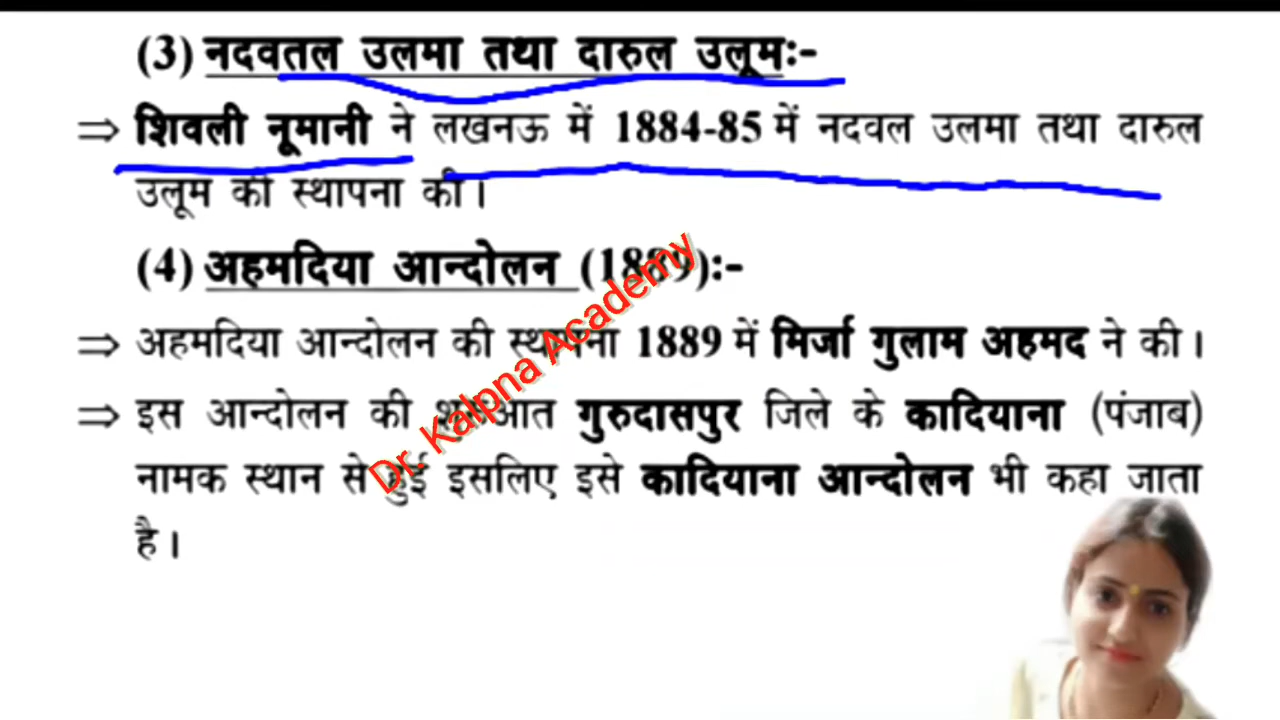 (3) नदवतल उलमा तथा दारुल उलूमः-
⇒ शिवली नूमानी ने लखनऊ में 1884-85 में नदवल उलमा तथा दारुल
उलूम की स्थापना की।
(4) अहमदिया आन्दोलन (1889):-
⇒ अहमदिया आन्दोलन की स्थापना 1889 में मिर्जा गुलाम अहमद ने की।
⇒ इस आन्दोलन की शुरुआत गुरुदासपुर जिले के कादियाना (पंजाब)
नामक स्थान से हुई इसलिए इसे कादियाना आन्दोलन भी कहा जाता
है।
Dr. Kalpna Academy